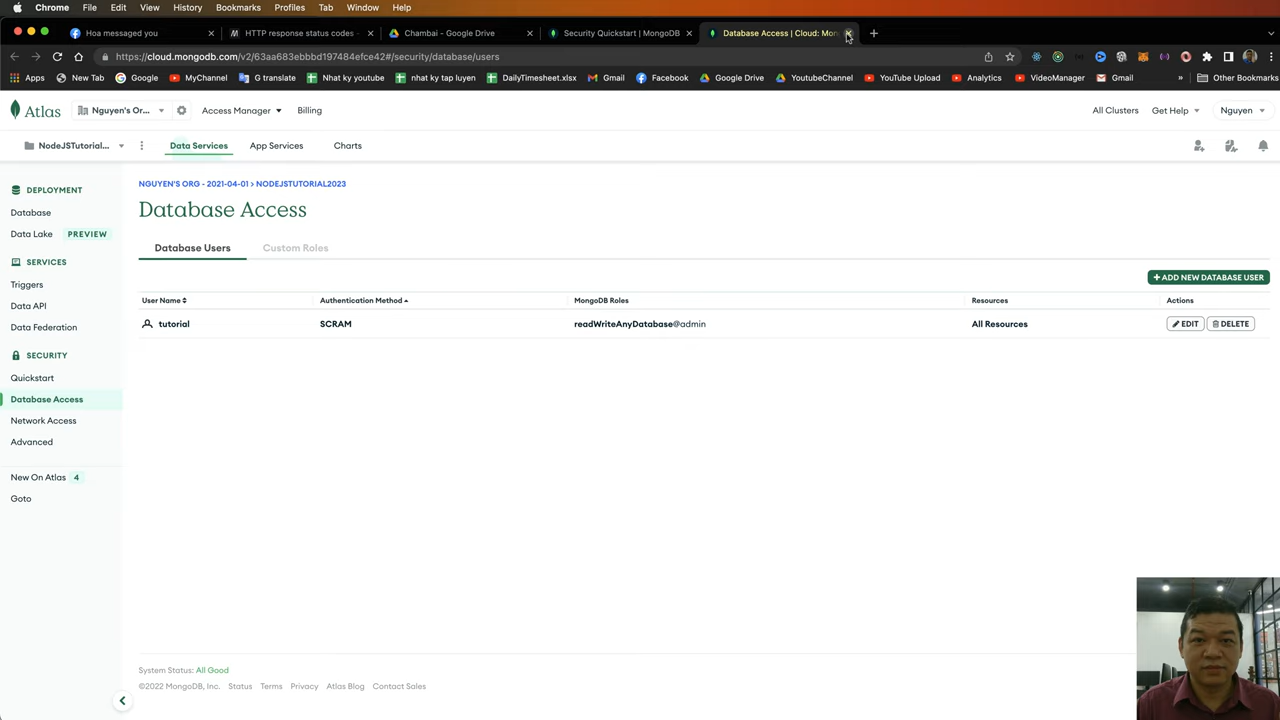 Chrome File Edit View History Bookmarks Profiles Tab Window Help
Hoa messaged you
HTTP response status codes -
Chambai - Google Drive
Security Quickstart | MongoDB
Database Access | Cloud: Mon
https://cloud.mongodb.com/v2/63aa683ebbbd197184efce42#/security/database/users
Apps New Tab Google MyChannel G translate Nhat ky youtube nhat ky tap luyen DailyTimesheet.xlsx Gmail Facebook Google Drive YoutubeChannel YouTube Upload Analytics VideoManager Gmail » Other Bookmarks
Atlas Nguyen's Or... Access Manager Billing All Clusters Get Help Nguyen
NodeJSTutorial... Data Services App Services Charts
DEPLOYMENT
Database
Data Lake PREVIEW
SERVICES
Triggers
Data API
Data Federation
SECURITY
Quickstart
Database Access
Network Access
Advanced
New On Atlas 4
Goto
NGUYEN'S ORG - 2021-04-01 > NODEJSTUTORIAL2023
Database Access
Database Users Custom Roles
+ ADD NEW DATABASE USER
User Name Authentication Method MongoDB Roles Resources Actions
tutorial SCRAM readWriteAnyDatabase@admin All Resources EDIT DELETE
System Status: All Good
©2022 MongoDB, Inc. Status Terms Privacy Atlas Blog Contact Sales